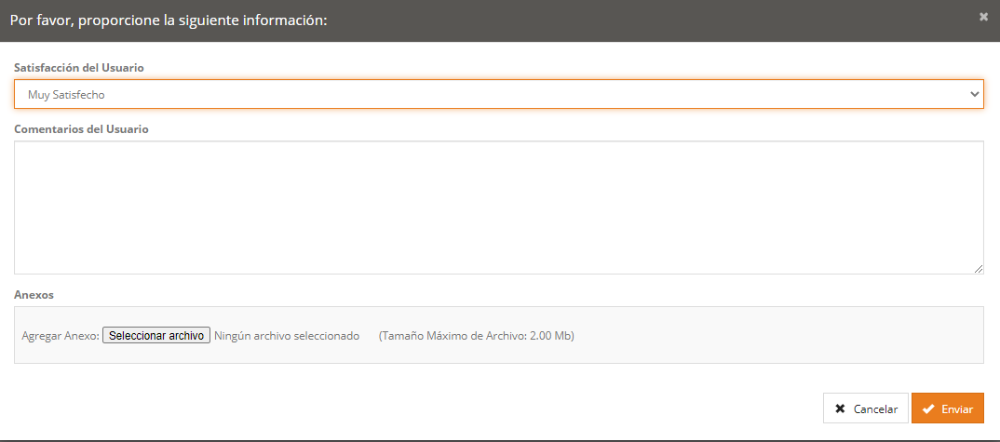 Por favor, proporcione la siguiente información:
Satisfacción del Usuario
Muy Satisfecho
Comentarios del Usuario
Anexos
Agregar Anexo: Seleccionar archivo Ningún archivo seleccionado (Tamaño Máximo de Archivo: 2.00 Mb)
Cancelar Enviar